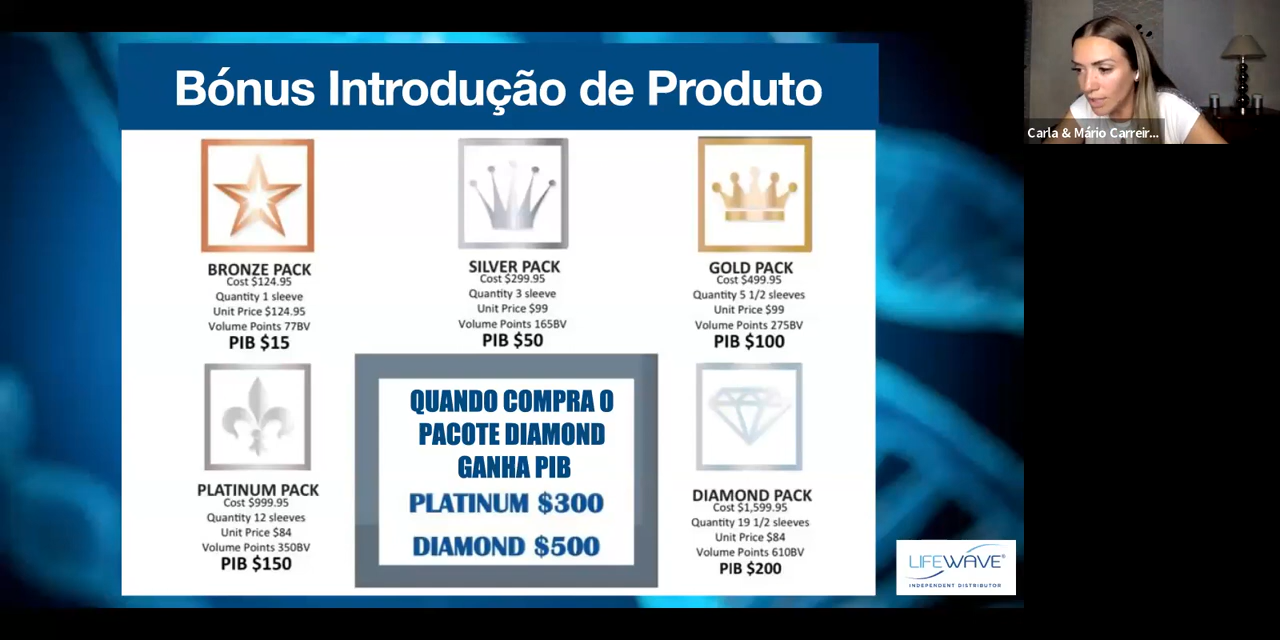 Bónus Introdução de Produto
BRONZE PACK
Cost $124.95
Quantity 1 sleeve
Unit Price $124.95
Volume Points 77BV
PIB $15
SILVER PACK
Cost $299.95
Quantity 3 sleeve
Unit Price $99
Volume Points 165BV
PIB $50
GOLD PACK
Cost $499.95
Quantity 5 1/2 sleeves
Unit Price $99
Volume Points 275BV
PIB $100
PLATINUM PACK
Cost $999.95
Quantity 12 sleeves
Unit Price $84
Volume Points 350BV
PIB $150
QUANDO COMPRA O
PACOTE DIAMOND
GANHA PIB
PLATINUM $300
DIAMOND $500
DIAMOND PACK
Cost $1,599.95
Quantity 19 1/2 sleeves
Unit Price $84
Volume Points 610BV
PIB $200
LIFEWAVE®
INDEPENDENT DISTRIBUTOR
Carla & Mário Carreir...